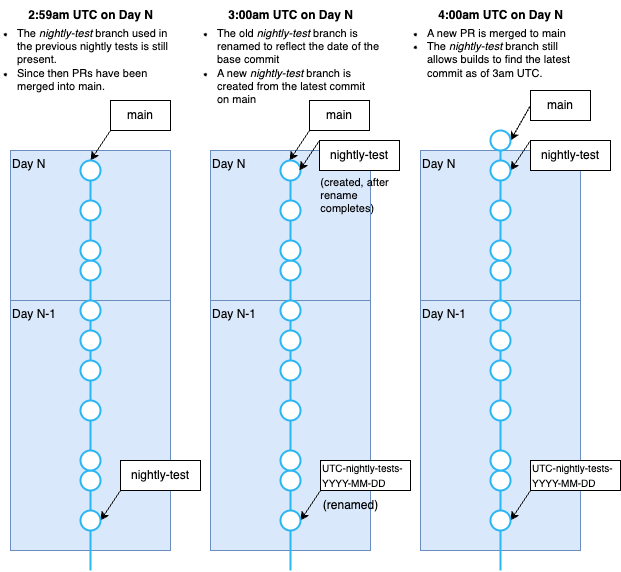 2:59am UTC on Day N
• The nightly-test branch used in
the previous nightly tests is still
present.
• Since then PRs have been
merged into main.
main
Day N
Day N-1
nightly-test
3:00am UTC on Day N
• The old nightly-test branch is
renamed to reflect the date of the
base commit
• A new nightly-test branch is
created from the latest commit
on main
main
nightly-test
Day N
(created, after
rename
completes)
Day N-1
UTC-nightly-tests-
YYYY-MM-DD
(renamed)
4:00am UTC on Day N
• A new PR is merged to main
• The nightly-test branch still
allows builds to find the latest
commit as of 3am UTC.
main
nightly-test
Day N
Day N-1
UTC-nightly-tests-
YYYY-MM-DD